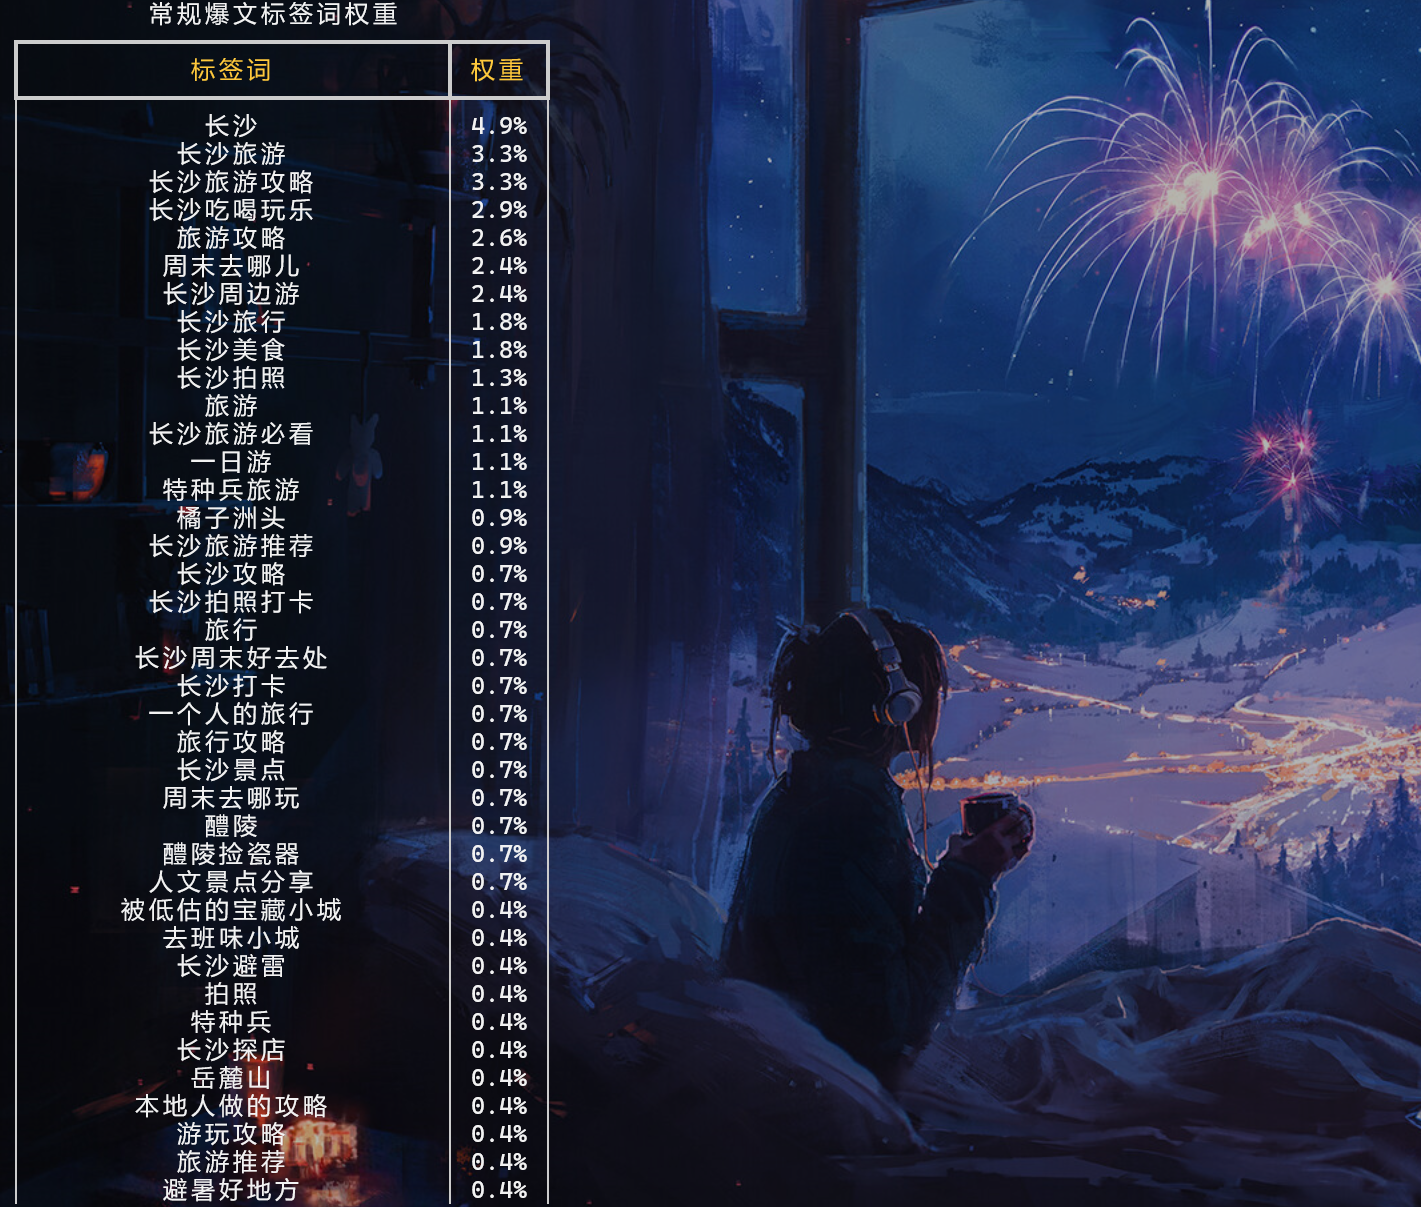 常规爆文标签词权重
标签词 权重
长沙 4.9%
长沙旅游 3.3%
长沙旅游攻略 3.3%
长沙吃喝玩乐 2.9%
旅游攻略 2.6%
周末去哪儿 2.4%
长沙周边游 2.4%
长沙旅行 1.8%
长沙美食 1.8%
长沙拍照 1.3%
旅游 1.1%
长沙旅游必看 1.1%
一日游 1.1%
特种兵旅游 1.1%
橘子洲头 0.9%
长沙旅游推荐 0.9%
长沙攻略 0.7%
长沙拍照打卡 0.7%
旅行 0.7%
长沙周末好去处 0.7%
长沙打卡 0.7%
一个人的旅行 0.7%
旅行攻略 0.7%
长沙景点 0.7%
周末去哪玩 0.7%
醴陵 0.7%
醴陵捡瓷器 0.7%
人文景点分享 0.7%
被低估的宝藏小城 0.4%
去班味小城 0.4%
长沙避雷 0.4%
拍照 0.4%
特种兵 0.4%
长沙探店 0.4%
岳麓山 0.4%
本地人做的攻略 0.4%
游玩攻略 0.4%
旅游推荐 0.4%
避暑好地方 0.4%